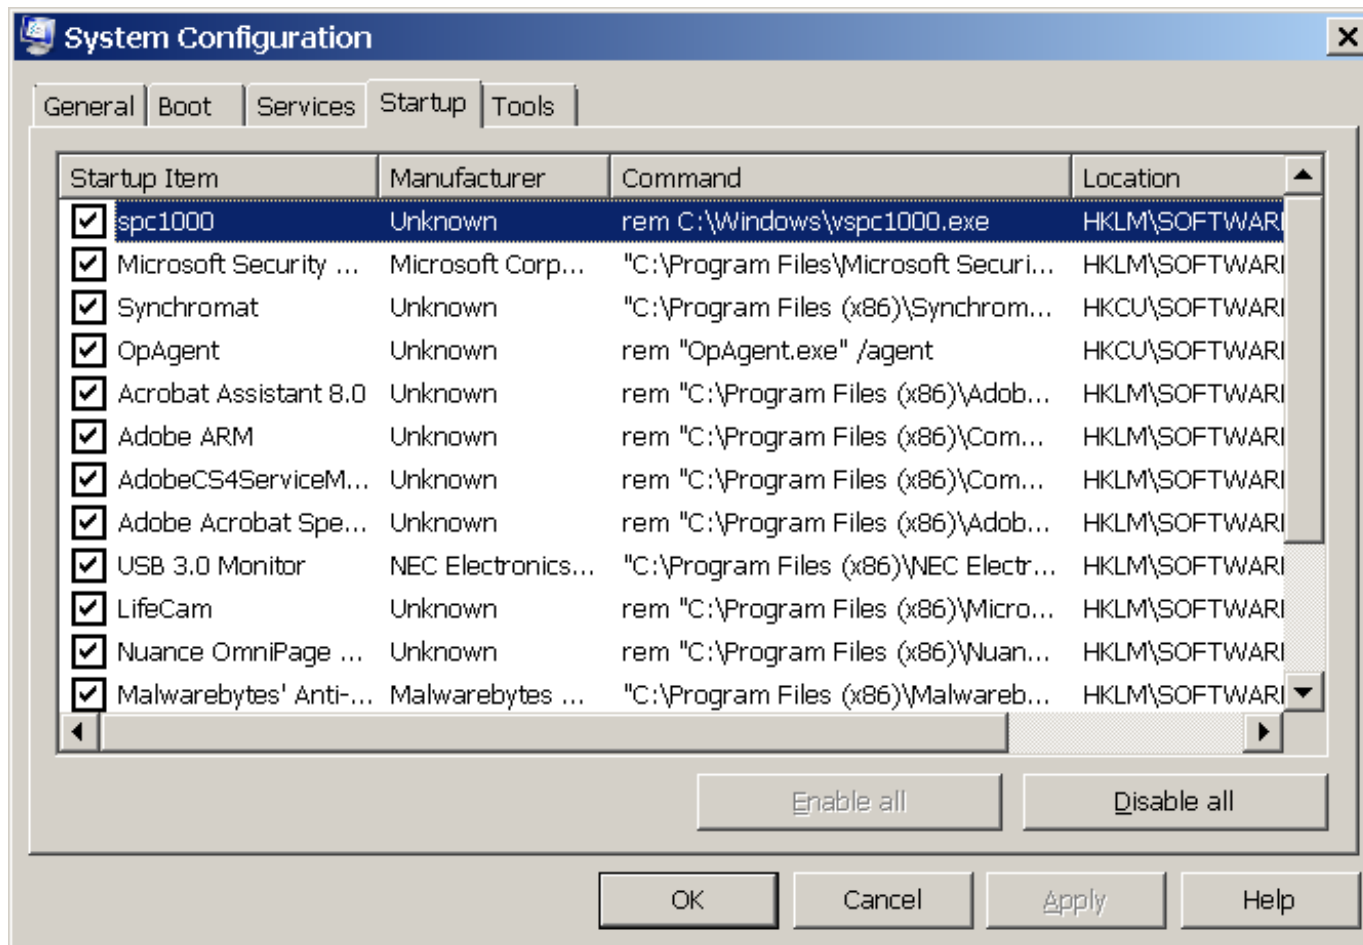 System Configuration
General Boot Services Startup Tools
Startup Item Manufacturer Command Location
spc1000 Unknown rem C:\Windows\vspc1000.exe HKLM\SOFTWARI
Microsoft Security ... Microsoft Corp... "C:\Program Files\Microsoft Securi... HKLM\SOFTWARI
Synchromat Unknown "C:\Program Files (x86)\Synchrom... HKCU\SOFTWARI
OpAgent Unknown rem "OpAgent.exe" /agent HKCU\SOFTWARI
Acrobat Assistant 8.0 Unknown rem "C:\Program Files (x86)\Adob... HKLM\SOFTWARI
Adobe ARM Unknown rem "C:\Program Files (x86)\Com... HKLM\SOFTWARI
AdobeCS4ServiceM... Unknown rem "C:\Program Files (x86)\Com... HKLM\SOFTWARI
Adobe Acrobat Spe... Unknown rem "C:\Program Files (x86)\Adob... HKLM\SOFTWARI
USB 3.0 Monitor NEC Electronics... "C:\Program Files (x86)\NEC Electr... HKLM\SOFTWARI
LifeCam Unknown rem "C:\Program Files (x86)\Micro... HKLM\SOFTWARI
Nuance OmniPage ... Unknown rem "C:\Program Files (x86)\Nuan... HKLM\SOFTWARI
Malwarebytes' Anti-... Malwarebytes ... "C:\Program Files (x86)\Malwareb... HKLM\SOFTWARI
Enable all Disable all
OK Cancel Apply Help